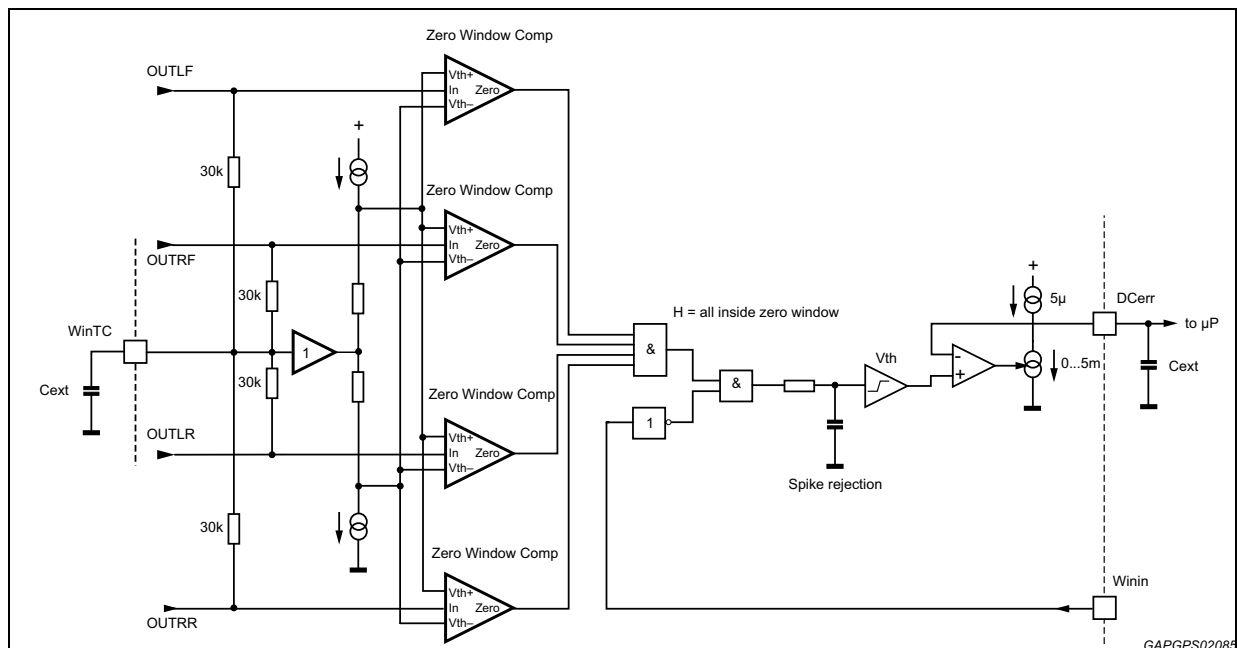 Zero Window Comp
OUTLF
Vth+
In Zero
Vth–
+
30k
Zero Window Comp
Vth+
In Zero
Vth–
OUTRF
30k
+
5µ
DCerr
to µP
H = all inside zero window
WinTC
1
&
Vth
-
+
0...5m
Cext
30k
&
Cext
Zero Window Comp
1
OUTLR
Vth+
In Zero
Vth–
Spike rejection
30k
Zero Window Comp
Winin
Vth+
In Zero
Vth–
OUTRR
GAPGPS02085